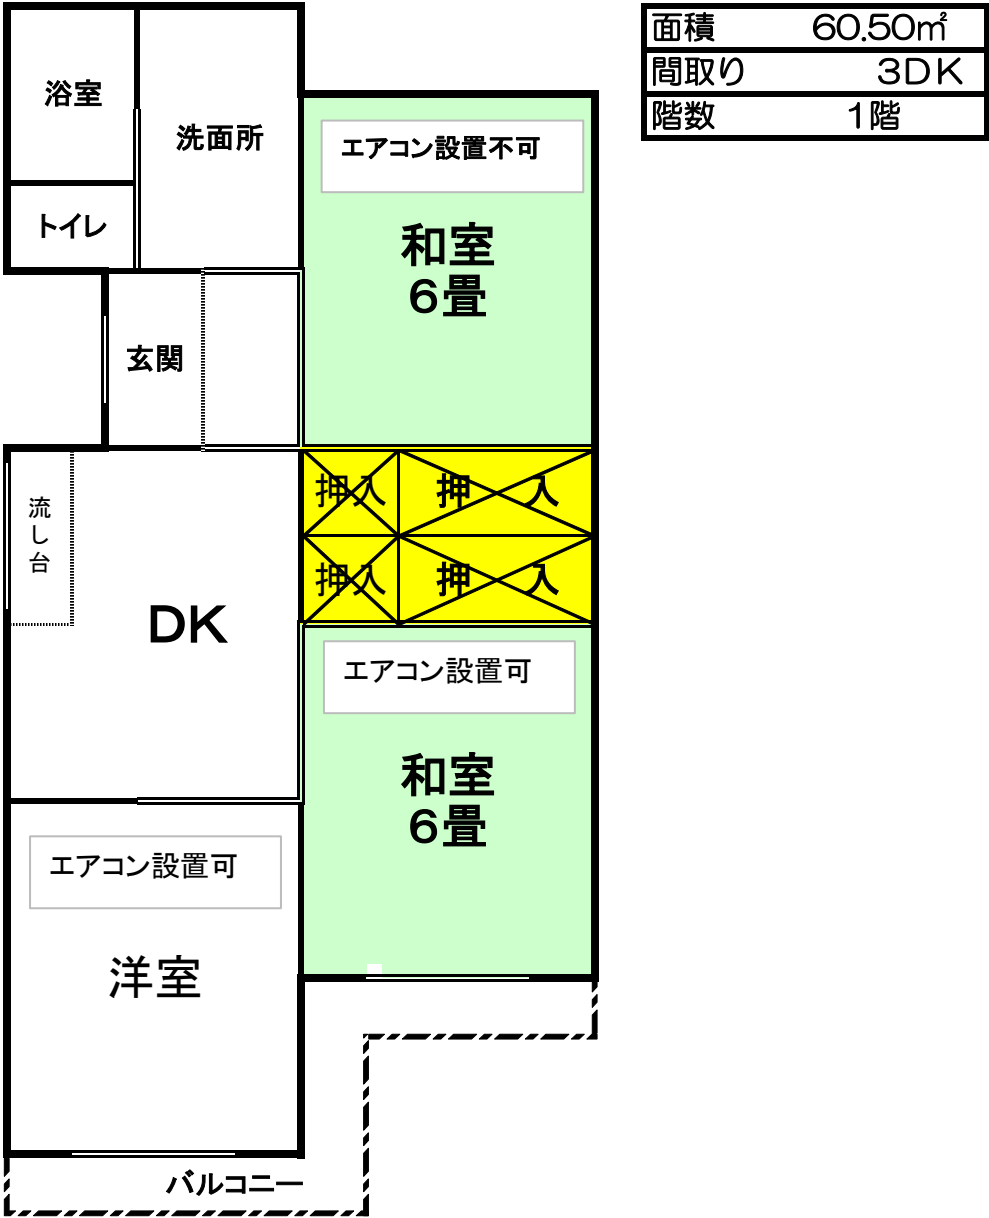 面積 60.50㎡
間取り 3DK
階数 1階
浴室
洗面所
エアコン設置不可
トイレ
和室
6畳
玄関
流し台
押入
押 入
押入
押 入
DK
エアコン設置可
和室
6畳
エアコン設置可
洋室
バルコニー